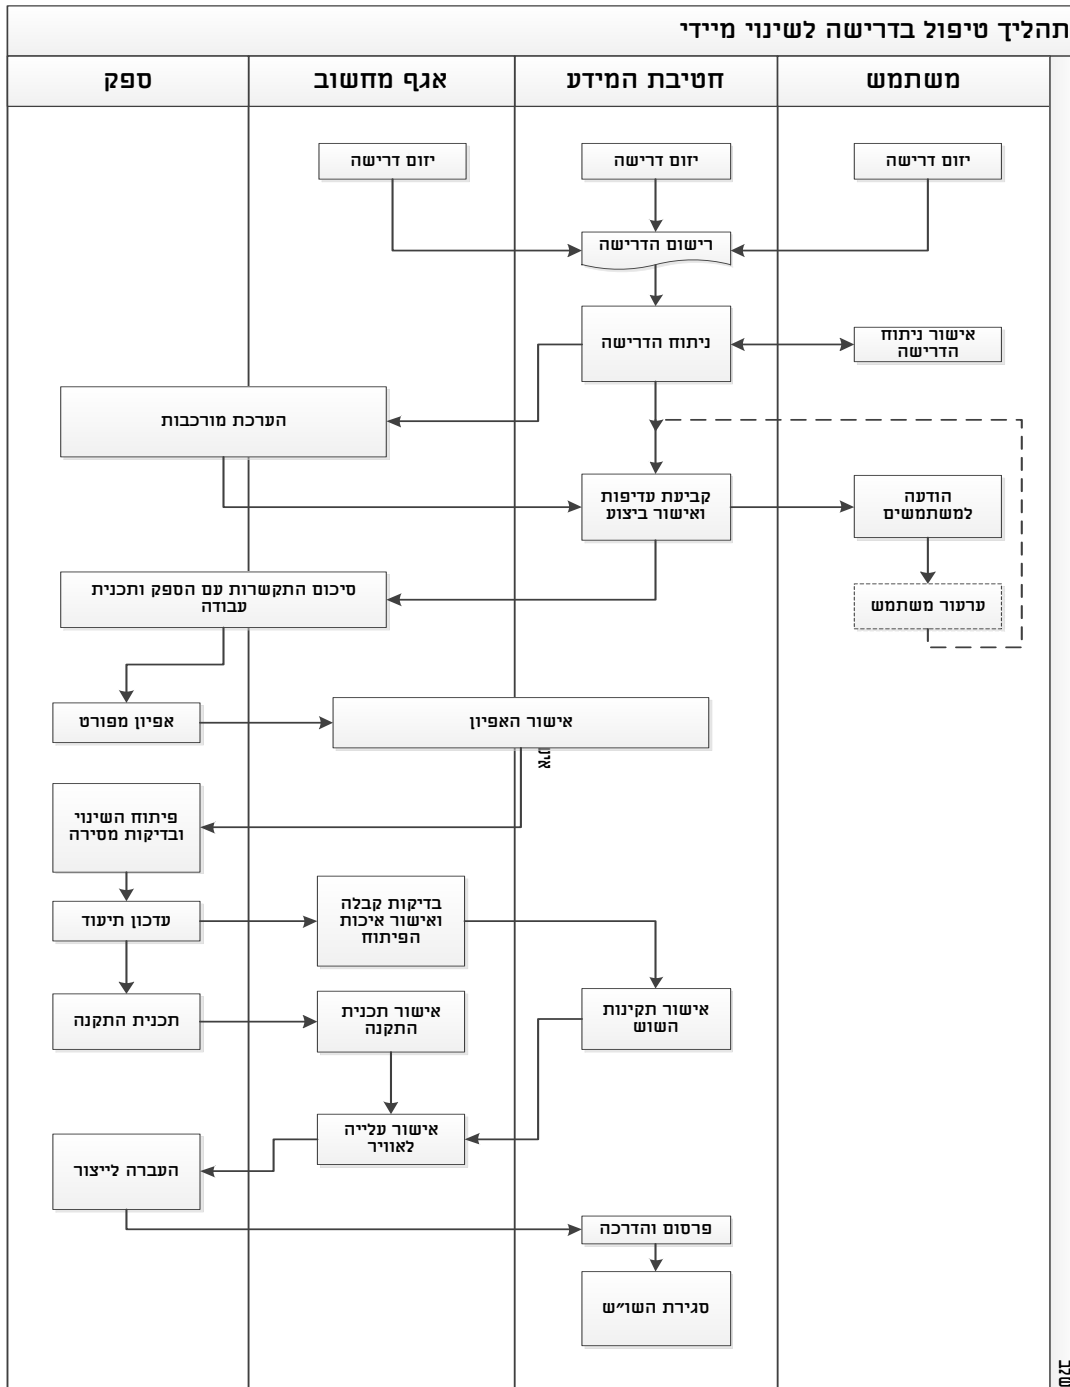 תהליך טיפול בדרישה לשינוי מיידי
משתמש
חטיבת המידע
אגף מחשוב
ספק
יזום דרישה
יזום דרישה
יזום דרישה
רישום הדרישה
ניתוח הדרישה
אישור ניתוח
הדרישה
הערכת מורכבות
קביעת עדיפות
ואישור ביצוע
הודעה
למשתמשים
סיכום התקשרות עם הספק ותכנית
עבודה
ערעור משתמש
אפיון מפורט
אישור האפיון
פיתוח השינוי
ובדיקות מסירה
עדכון תיעוד
בדיקות קבלה
ואישור איכות
הפיתוח
תכנית התקנה
אישור תכנית
התקנה
אישור תקינות
השוש
אישור עלייה
לאוויר
העברה לייצור
פרסום והדרכה
סגירת השו״ש
שלב